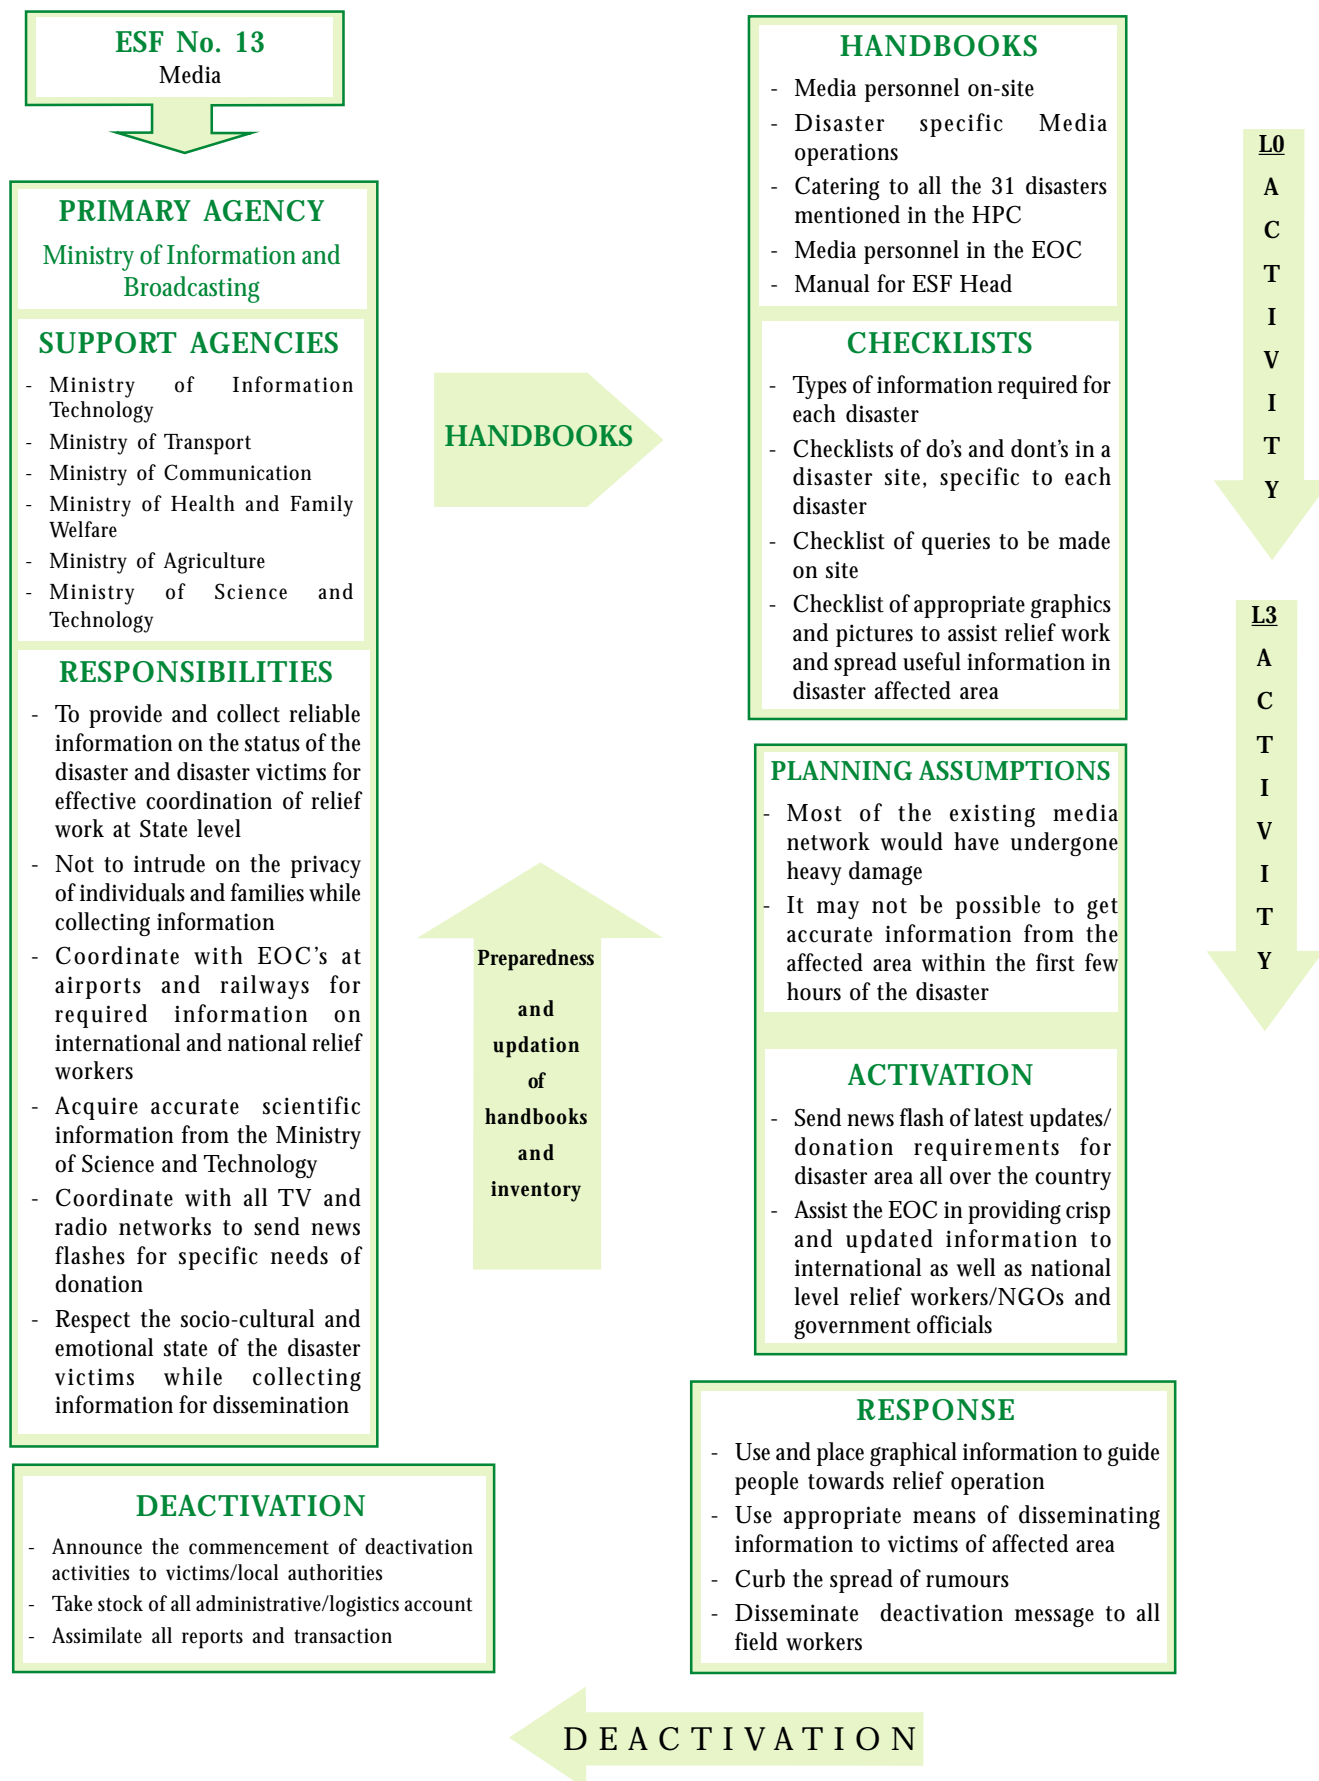 ESF No. 13
Media
PRIMARY AGENCY
Ministry of Information and
Broadcasting
SUPPORT AGENCIES
- Ministry of Information
Technology
- Ministry of Transport
- Ministry of Communication
- Ministry of Health and Family
Welfare
- Ministry of Agriculture
- Ministry of Science and
Technology
RESPONSIBILITIES
- To provide and collect reliable
information on the status of the
disaster and disaster victims for
effective coordination of relief
work at State level
- Not to intrude on the privacy
of individuals and families while
collecting information
- Coordinate with EOC's at
airports and railways for
required information on
international and national relief
workers
- Acquire accurate scientific
information from the Ministry
of Science and Technology
- Coordinate with all TV and
radio networks to send news
flashes for specific needs of
donation
- Respect the socio-cultural and
emotional state of the disaster
victims while collecting
information for dissemination
HANDBOOKS
Preparedness
and
updation
of
handbooks
and
inventory
HANDBOOKS
- Media personnel on-site
- Disaster specific Media
operations
- Catering to all the 31 disasters
mentioned in the HPC
- Media personnel in the EOC
- Manual for ESF Head
CHECKLISTS
- Types of information required for
each disaster
- Checklists of do's and dont's in a
disaster site, specific to each
disaster
- Checklist of queries to be made
on site
- Checklist of appropriate graphics
and pictures to assist relief work
and spread useful information in
disaster affected area
L0
A
C
T
I
V
I
T
Y
PLANNING ASSUMPTIONS
- Most of the existing media
network would have undergone
heavy damage
- It may not be possible to get
accurate information from the
affected area within the first few
hours of the disaster
ACTIVATION
- Send news flash of latest updates/
donation requirements for
disaster area all over the country
- Assist the EOC in providing crisp
and updated information to
international as well as national
level relief workers/NGOs and
government officials
L3
A
C
T
I
V
I
T
Y
RESPONSE
- Use and place graphical information to guide
people towards relief operation
- Use appropriate means of disseminating
information to victims of affected area
- Curb the spread of rumours
- Disseminate deactivation message to all
field workers
DEACTIVATION
- Announce the commencement of deactivation
activities to victims/local authorities
- Take stock of all administrative/logistics account
- Assimilate all reports and transaction
DEACTIVATION